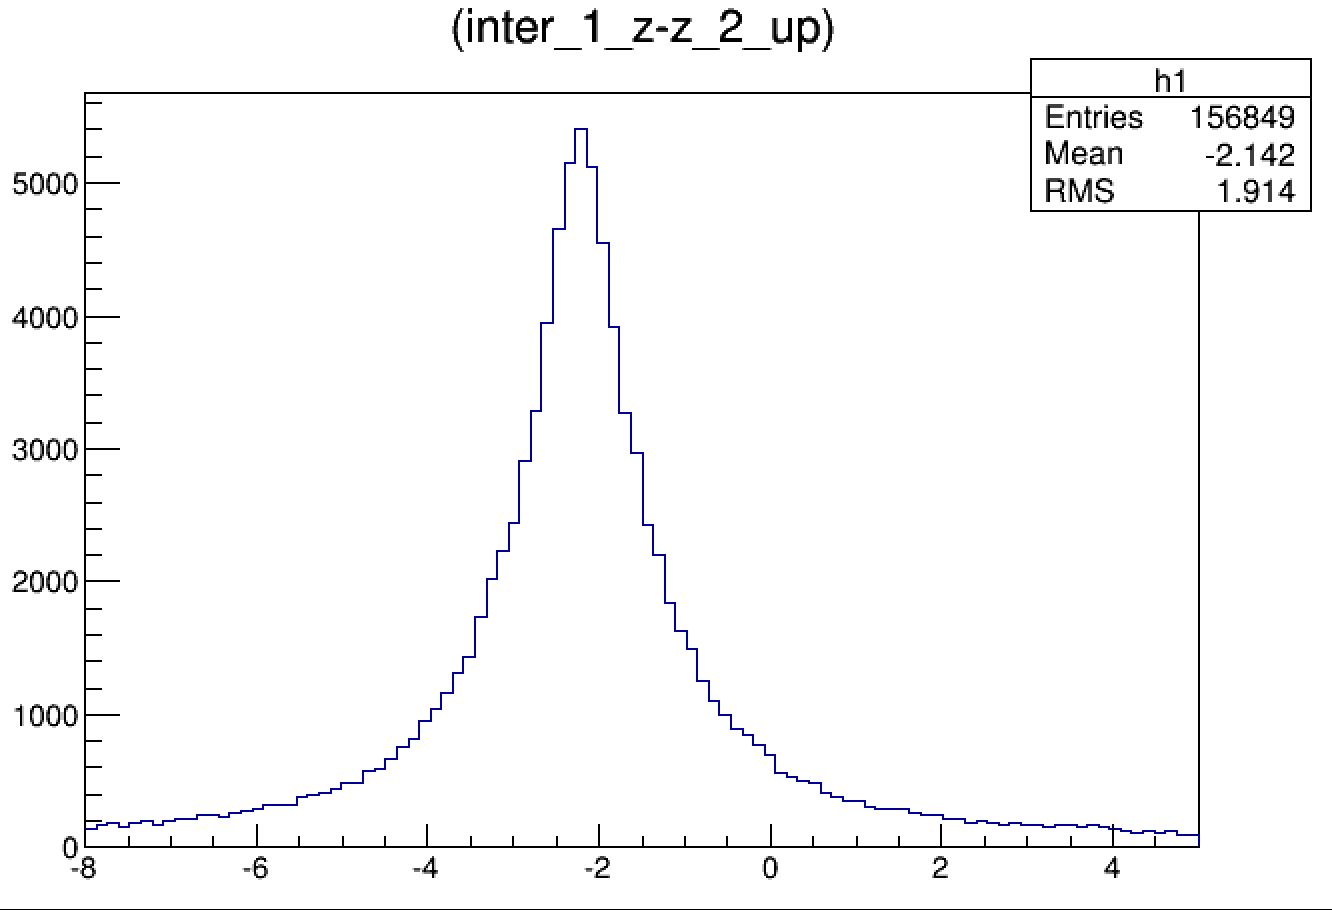 (inter_1_z-z_2_up)
h1
Entries 156849
Mean -2.142
RMS 1.914
5000
4000
3000
2000
1000
0
-8 -6 -4 -2 0 2 4